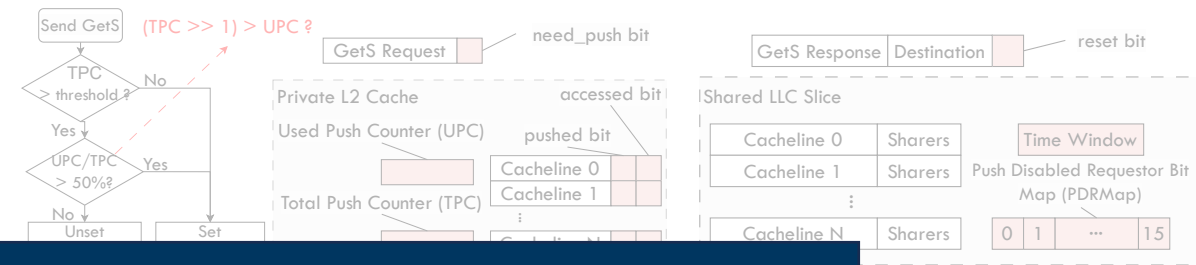 Send GetS
(TPC >> 1) > UPC ?
TPC
> threshold ?
No
Yes
UPC/TPC
> 50%?
Yes
No
Unset
Set
GetS Request
need_push bit
Private L2 Cache
accessed bit
Used Push Counter (UPC)
pushed bit
Cacheline 0
Cacheline 1
Total Push Counter (TPC)
⋮
GetS Response
Destination
reset bit
Shared LLC Slice
Cacheline 0
Sharers
Cacheline 1
Sharers
⋮
Cacheline N
Sharers
Time Window
Push Disabled Requestor Bit
Map (PDRMap)
0
1
...
15